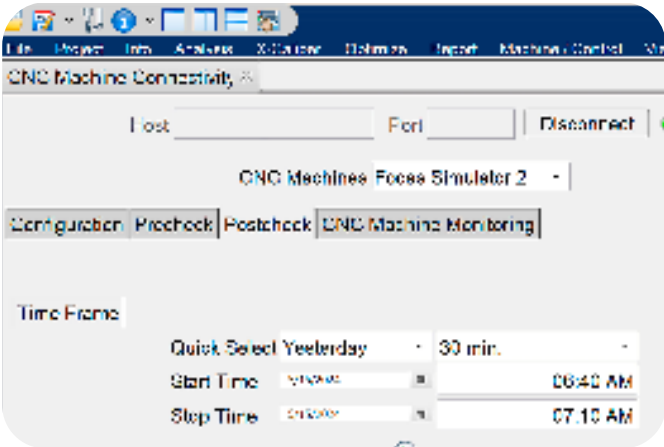 File Project Info Analysis X-Caliper Optimize Report Machine Control
CNC Machine Connectivity
Host Port Disconnect
CNC Machines Focas Simulator 2
Configuration Precheck Postcheck CNC Machine Monitoring
Time Frame
Quick Select Yesterday 30 min.
Start Time 06:40 AM
Stop Time 07:10 AM